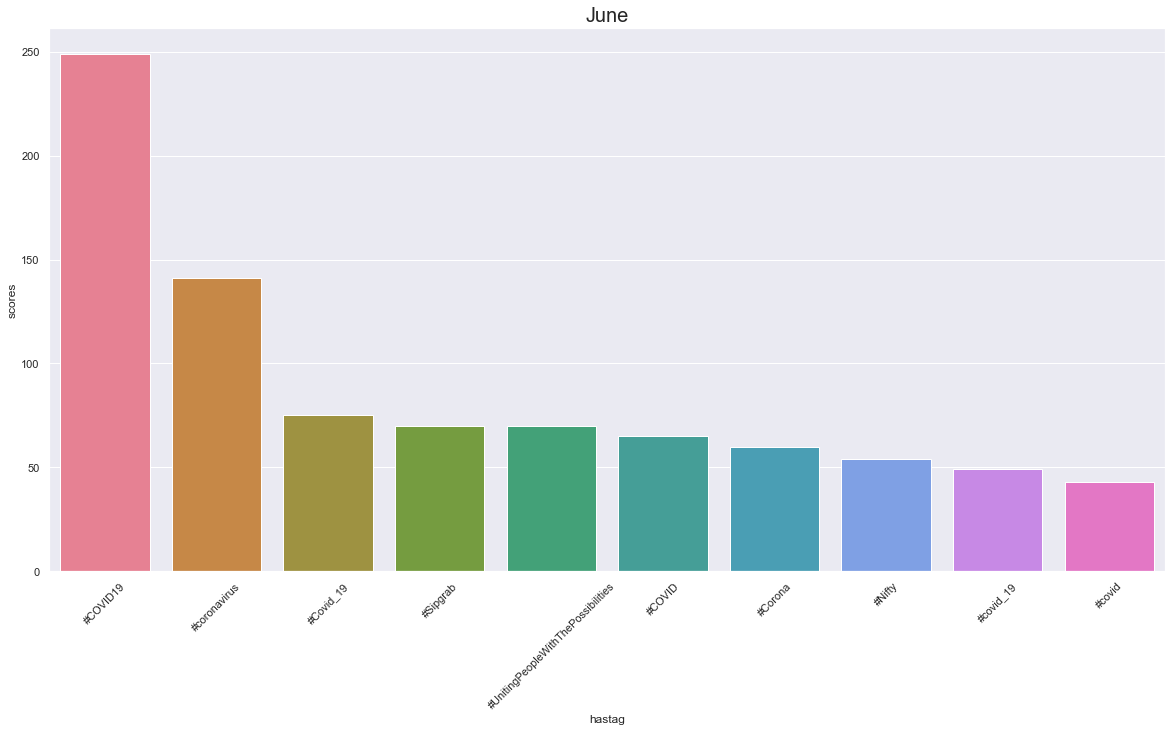 June
scores
250
200
150
100
50
0
#COVID19
#coronavirus
#Covid_19
#Sipgrab
#UnitingPeopleWithThePossibilities
#COVID
#Corona
#Nifty
#covid_19
#covid
hastag